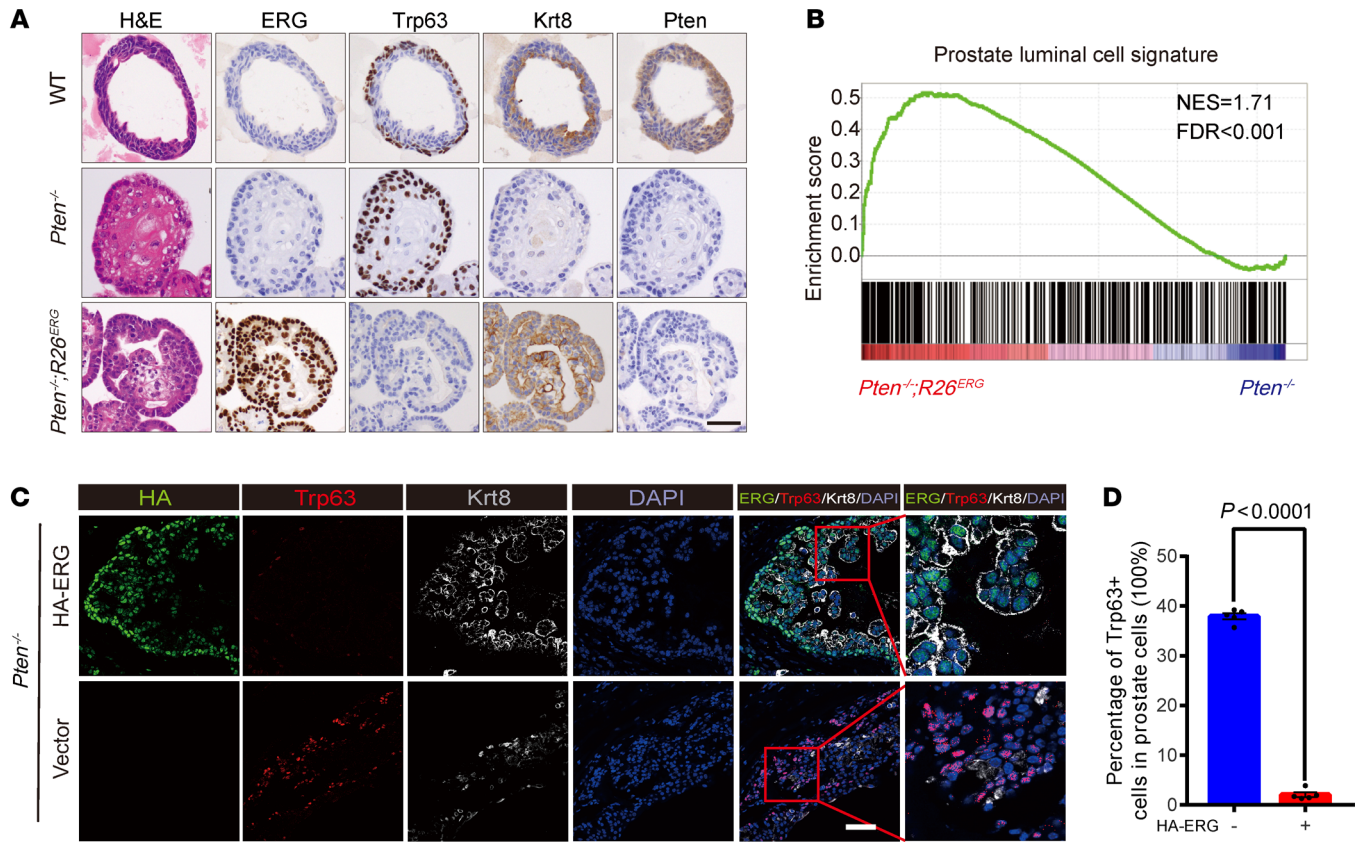 A
H&E ERG Trp63 Krt8 Pten
WT
Pten-/-
Pten-/-;R26ERG
B
Prostate luminal cell signature
NES=1.71
FDR<0.001
Enrichment score
0.5
0.4
0.3
0.2
0.1
0.0
Pten-/-;R26ERG Pten-/-
C
HA Trp63 Krt8 DAPI ERG/Trp63/Krt8/DAPI ERG/Trp63/Krt8/DAPI
Pten-/-
HA-ERG
Vector
D
P<0.0001
Percentage of Trp63+
cells in prostate cells (100%)
50
40
30
20
10
0
HA-ERG - +